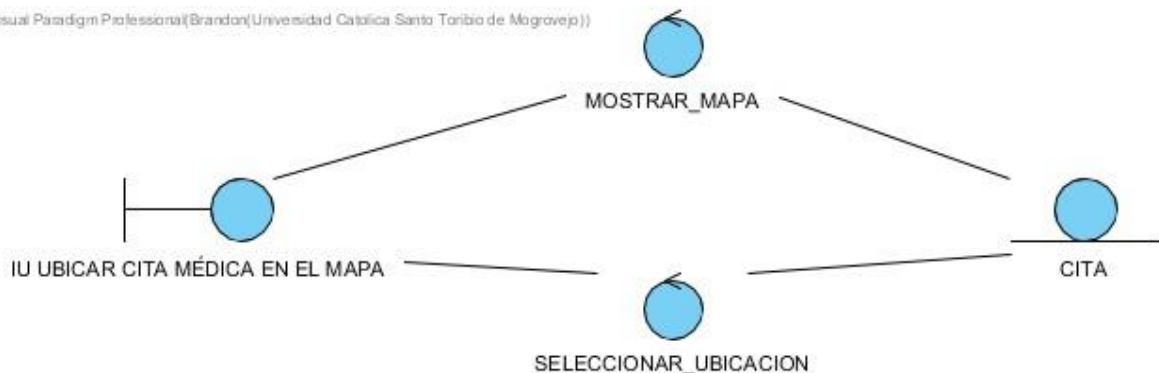 sual Paradigm Professional(Brandon(Universidad Catolica Santo Toribio de Mogrovejo))
MOSTRAR_MAPA
IU UBICAR CITA MÉDICA EN EL MAPA
CITA
SELECCIONAR_UBICACION